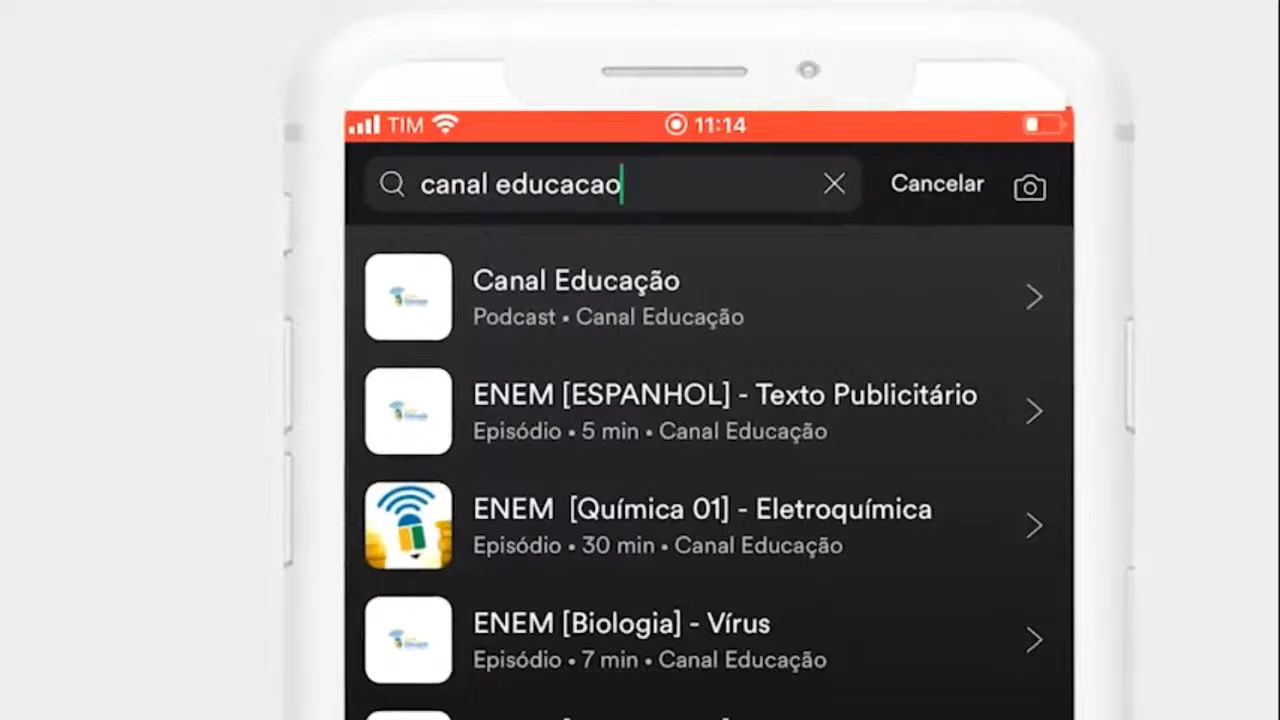 TIM 11:14
canal educacao Cancelar
Canal Educação
Podcast • Canal Educação
ENEM [ESPANHOL] - Texto Publicitário
Episódio • 5 min • Canal Educação
ENEM [Química 01] - Eletroquímica
Episódio • 30 min • Canal Educação
ENEM [Biologia] - Vírus
Episódio • 7 min • Canal Educação